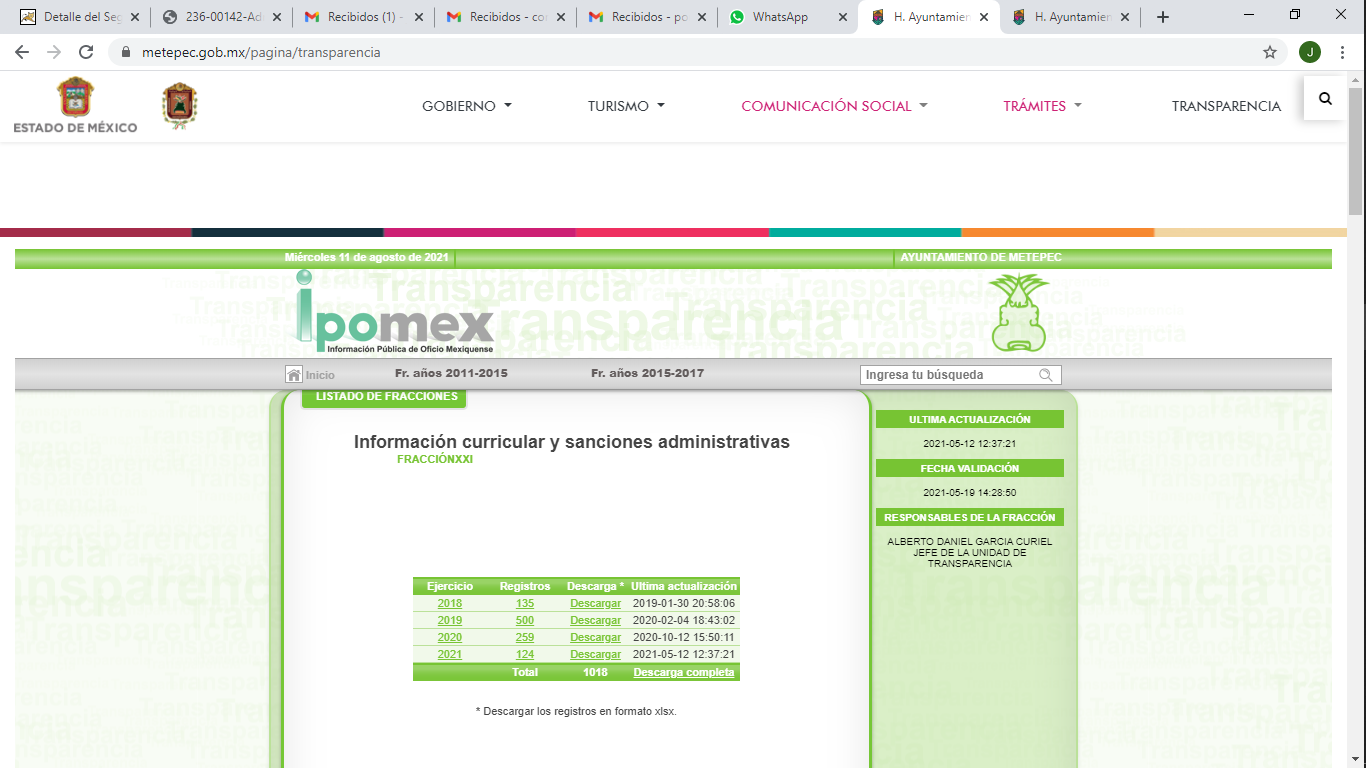 Detalle del Seg
236-00142-Ad
Recibidos (1) -
Recibidos - co
Recibidos - po
WhatsApp
H. Ayuntamien
H. Ayuntamien
metepec.gob.mx/pagina/transparencia
J
ESTADO DE MÉXICO
GOBIERNO
TURISMO
COMUNICACIÓN SOCIAL
TRÁMITES
TRANSPARENCIA
Miércoles 11 de agosto de 2021
AYUNTAMIENTO DE METEPEC
Transparencia
ipomex
Información Pública de Oficio Mexiquense
Inicio
Fr. años 2011-2015
Fr. años 2015-2017
Ingresa tu búsqueda
LISTADO DE FRACCIONES
Información curricular y sanciones administrativas
FRACCIÓNXXI
Ejercicio Registros Descarga * Ultima actualización
2018 135 Descargar 2019-01-30 20:58:06
2019 500 Descargar 2020-02-04 18:43:02
2020 259 Descargar 2020-10-12 15:50:11
2021 124 Descargar 2021-05-12 12:37:21
Total 1018 Descarga completa
* Descargar los registros en formato xlsx.
ULTIMA ACTUALIZACIÓN
2021-05-12 12:37:21
FECHA VALIDACIÓN
2021-05-19 14:28:50
RESPONSABLES DE LA FRACCIÓN
ALBERTO DANIEL GARCIA CURIEL
JEFE DE LA UNIDAD DE
TRANSPARENCIA